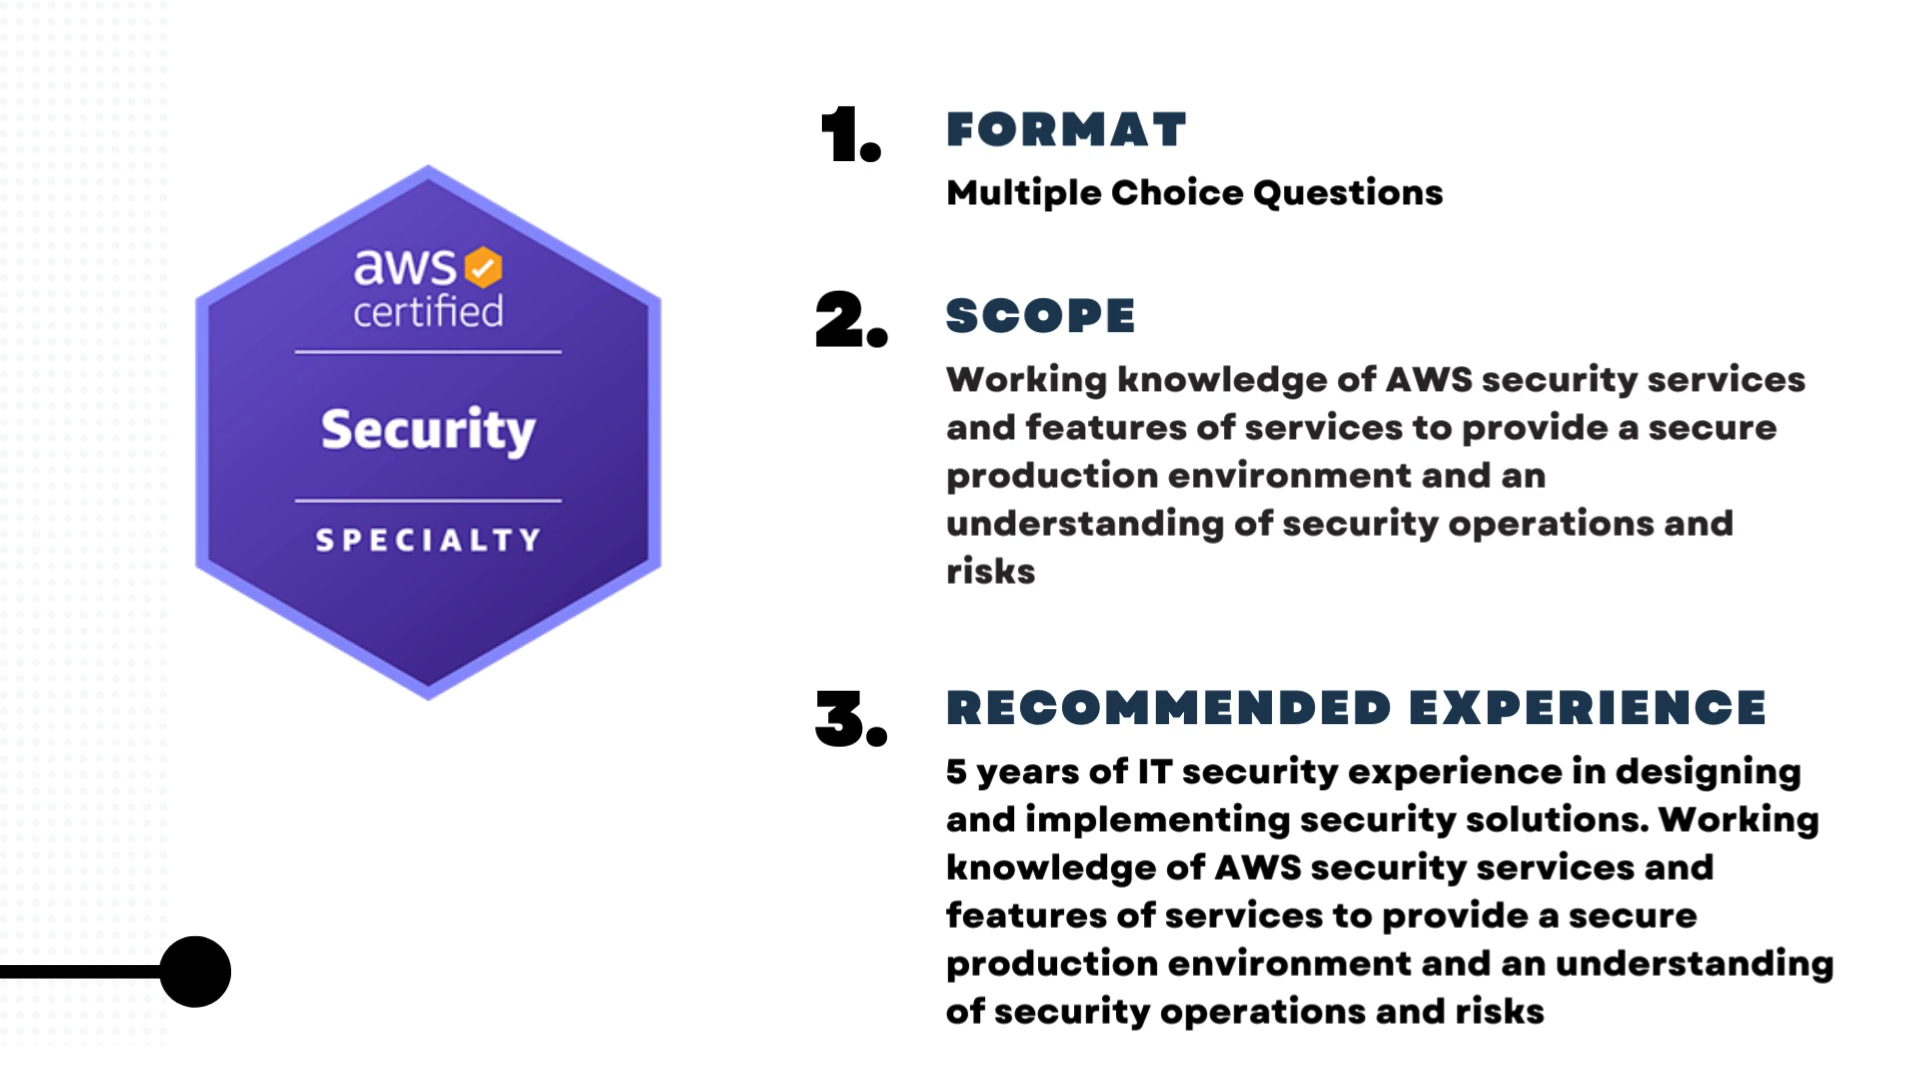 aws
certified
Security
SPECIALTY
1. FORMAT
Multiple Choice Questions
2. SCOPE
Working knowledge of AWS security services
and features of services to provide a secure
production environment and an
understanding of security operations and
risks
3. RECOMMENDED EXPERIENCE
5 years of IT security experience in designing
and implementing security solutions. Working
knowledge of AWS security services and
features of services to provide a secure
production environment and an understanding
of security operations and risks